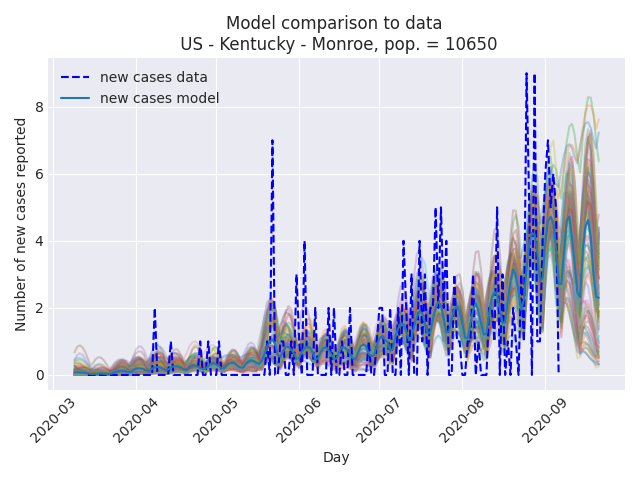 Model comparison to data
US - Kentucky - Monroe, pop. = 10650
new cases data
new cases model
Number of new cases reported
8
6
4
2
0
2020-03
2020-04
2020-05
2020-06
2020-07
2020-08
2020-09
Day